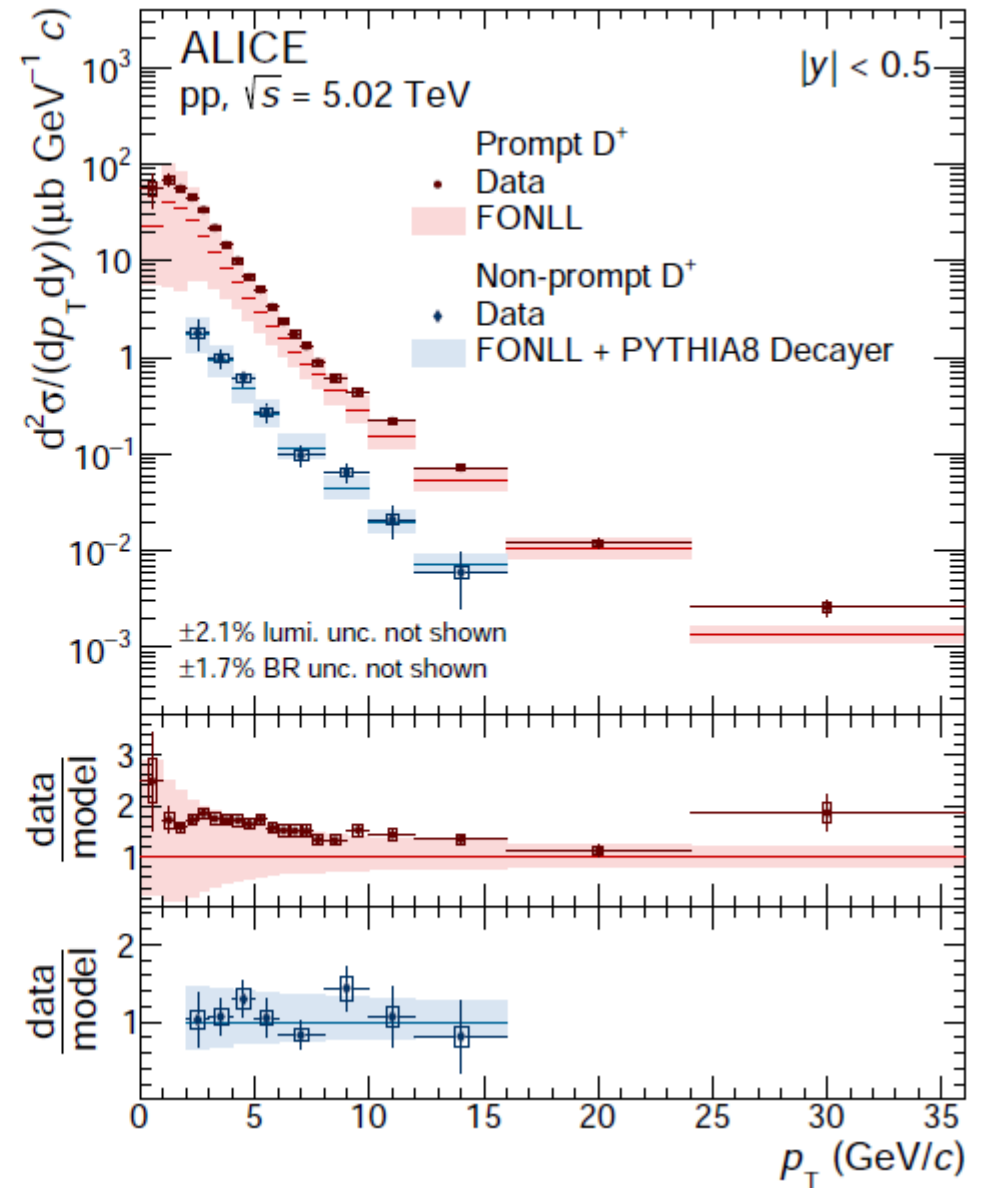 ALICE
pp, √s = 5.02 TeV
|y| < 0.5
Prompt D⁺
Data
FONLL
Non-prompt D⁺
Data
FONLL + PYTHIA8 Decayer
±2.1% lumi. unc. not shown
±1.7% BR unc. not shown
d²σ/(dp_T dy)(μb GeV⁻¹ c)
10³
10²
10
1
10⁻¹
10⁻²
10⁻³
data
model
3
2
1
data
model
2
1
0 5 10 15 20 25 30 35
p_T (GeV/c)